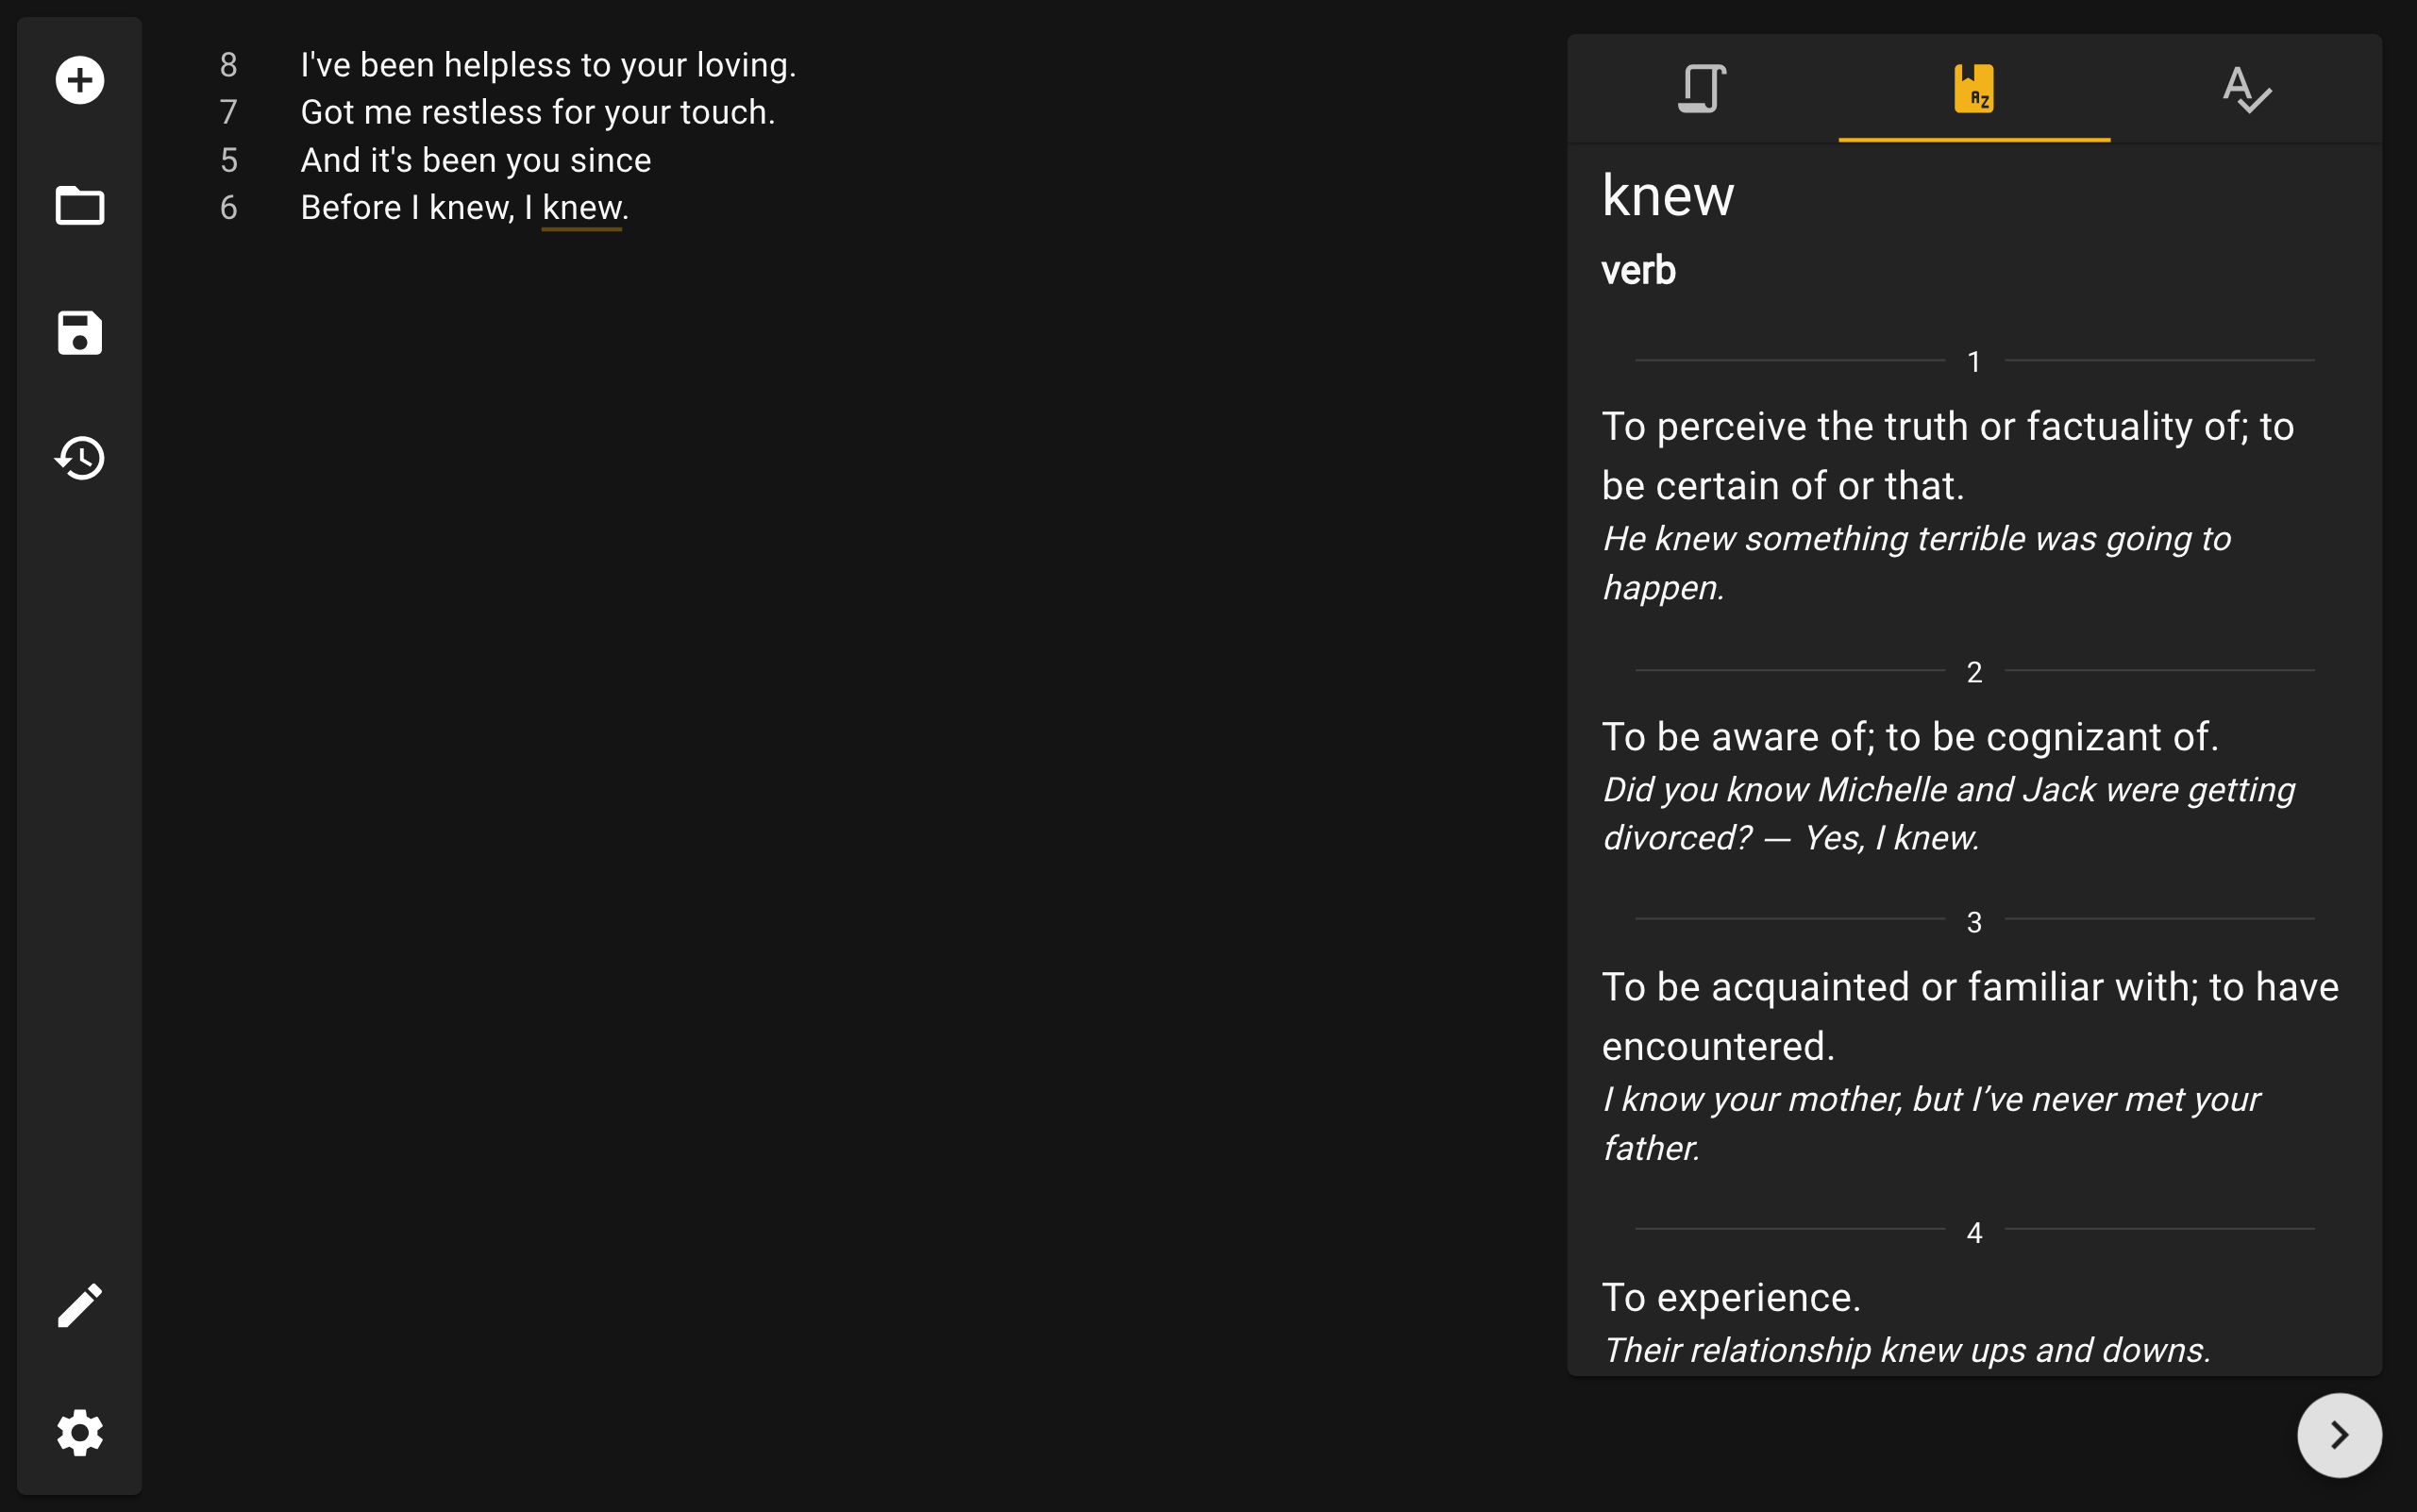 8 I've been helpless to your loving.
7 Got me restless for your touch.
5 And it's been you since
6 Before I knew, I knew.
A Z
knew
verb
1
To perceive the truth or factuality of; to
be certain of or that.
He knew something terrible was going to
happen.
2
To be aware of; to be cognizant of.
Did you know Michelle and Jack were getting
divorced? — Yes, I knew.
3
To be acquainted or familiar with; to have
encountered.
I know your mother, but I’ve never met your
father.
4
To experience.
Their relationship knew ups and downs.